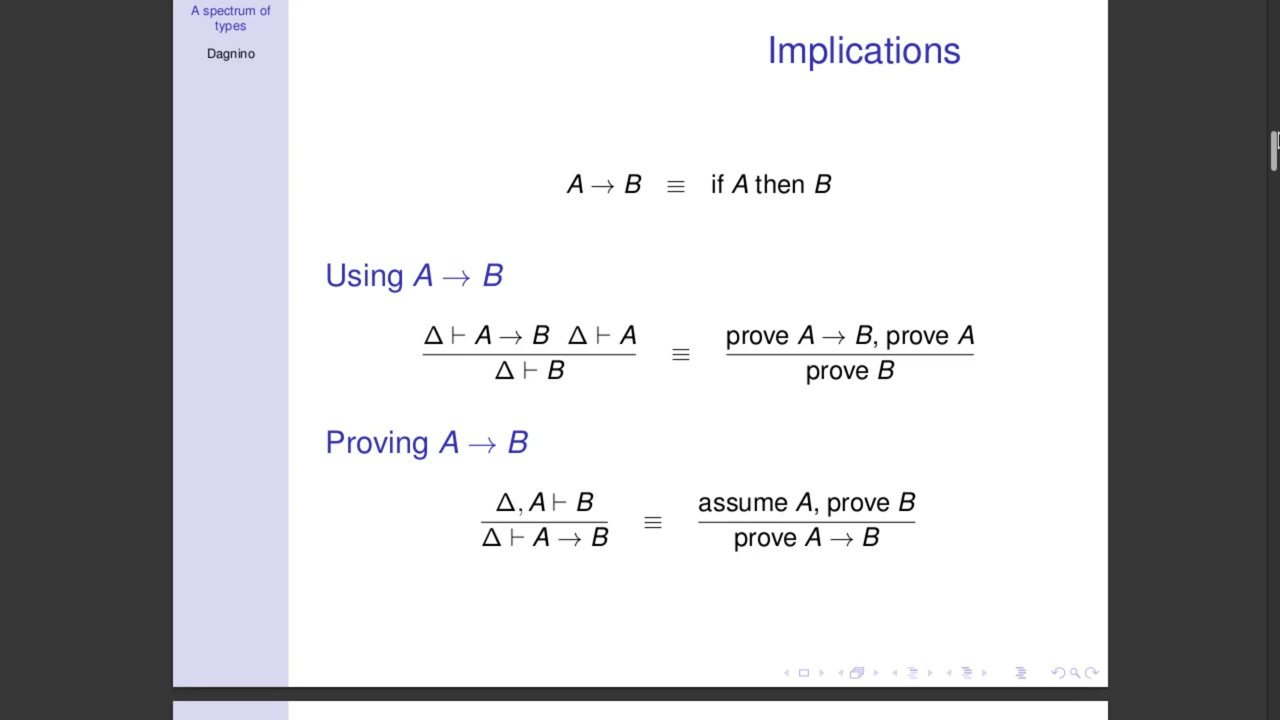 A spectrum of
types
Dagnino
Implications
A → B ≡ if A then B
Using A → B
Δ ⊢ A → B Δ ⊢ A
Δ ⊢ B
≡
prove A → B, prove A
prove B
Proving A → B
Δ, A ⊢ B
Δ ⊢ A → B
≡
assume A, prove B
prove A → B